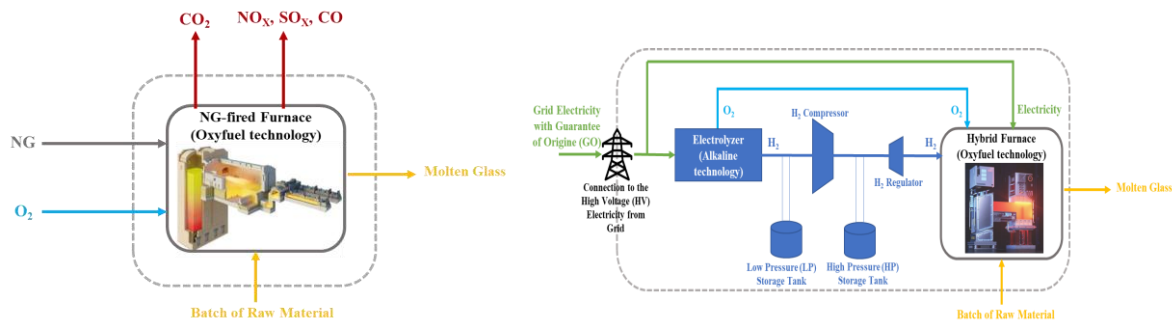 CO2
NOX, SOX, CO
NG-fired Furnace
(Oxyfuel technology)
NG
O2
Molten Glass
Batch of Raw Material
Grid Electricity
with Guarantee
of Origine (GO)
Connection to the
High Voltage (HV)
Electricity from
Grid
Electrolyzer
(Alkaline
technology)
O2
H2
H2 Compressor
Low Pressure (LP)
Storage Tank
High Pressure (HP)
Storage Tank
H2 Regulator
O2
Electricity
H2
Hybrid Furnace
(Oxyfuel technology)
Molten Glass
Batch of Raw Material